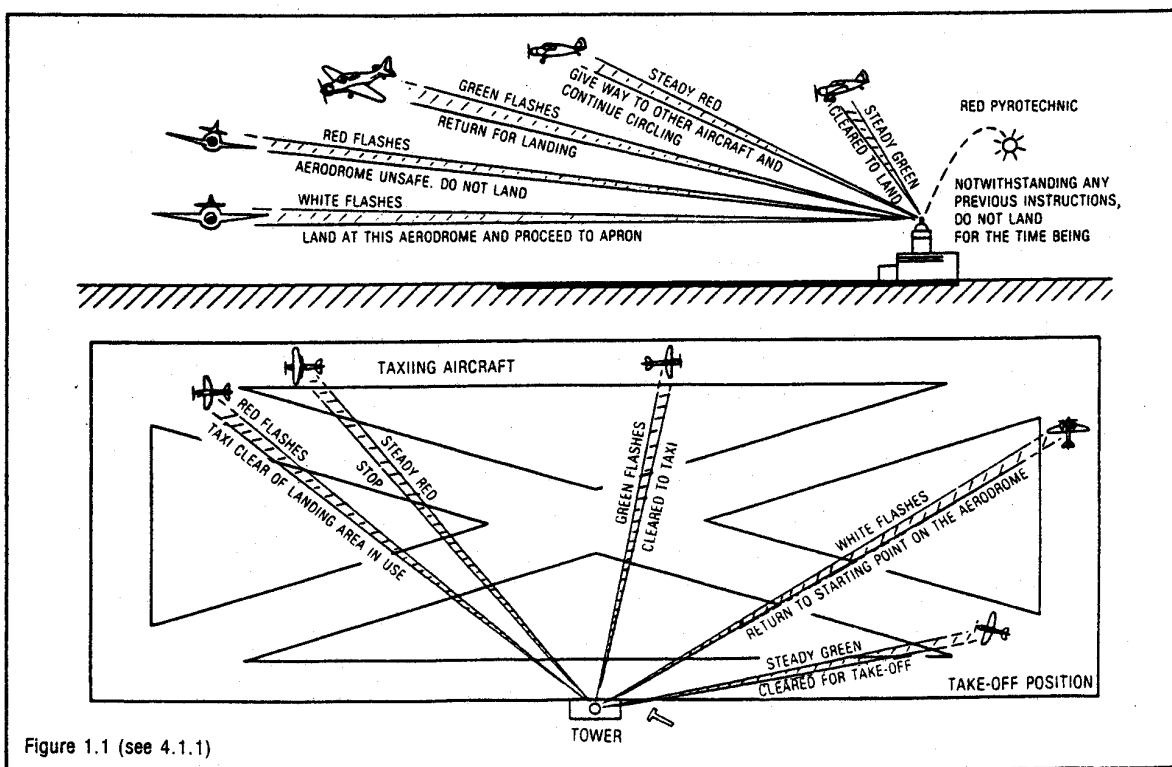 STEADY RED
GIVE WAY TO OTHER AIRCRAFT AND
CONTINUE CIRCLING
GREEN FLASHES
RETURN FOR LANDING
STEADY GREEN
CLEARED TO LAND
RED PYROTECHNIC
RED FLASHES
AERODROME UNSAFE. DO NOT LAND
NOTWITHSTANDING ANY
PREVIOUS INSTRUCTIONS,
DO NOT LAND
FOR THE TIME BEING
WHITE FLASHES
LAND AT THIS AERODROME AND PROCEED TO APRON
TAXIING AIRCRAFT
RED FLASHES
TAXI CLEAR OF LANDING AREA IN USE
STEADY RED
STOP
GREEN FLASHES
CLEARED TO TAXI
WHITE FLASHES
RETURN TO STARTING POINT ON THE AERODROME
STEADY GREEN
CLEARED FOR TAKE-OFF
TAKE-OFF POSITION
TOWER
Figure 1.1 (see 4.1.1)